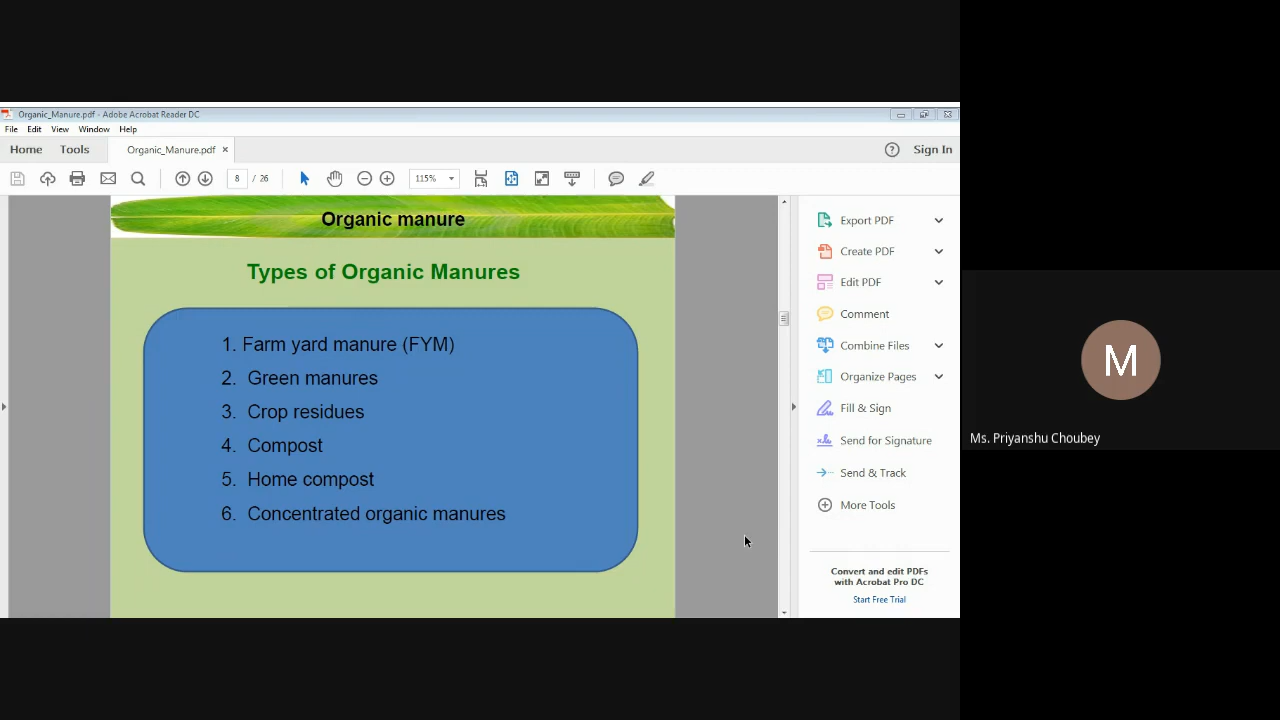 Organic_Manure.pdf - Adobe Acrobat Reader DC
File Edit View Window Help
Home Tools Organic_Manure.pdf × ? Sign In
8 / 26 115%
Organic manure
Types of Organic Manures
1. Farm yard manure (FYM)
2. Green manures
3. Crop residues
4. Compost
5. Home compost
6. Concentrated organic manures
Export PDF
Create PDF
Edit PDF
Comment
Combine Files
Organize Pages
Fill & Sign
Send for Signature
Send & Track
More Tools
Convert and edit PDFs
with Acrobat Pro DC
Start Free Trial
M
Ms. Priyanshu Choubey